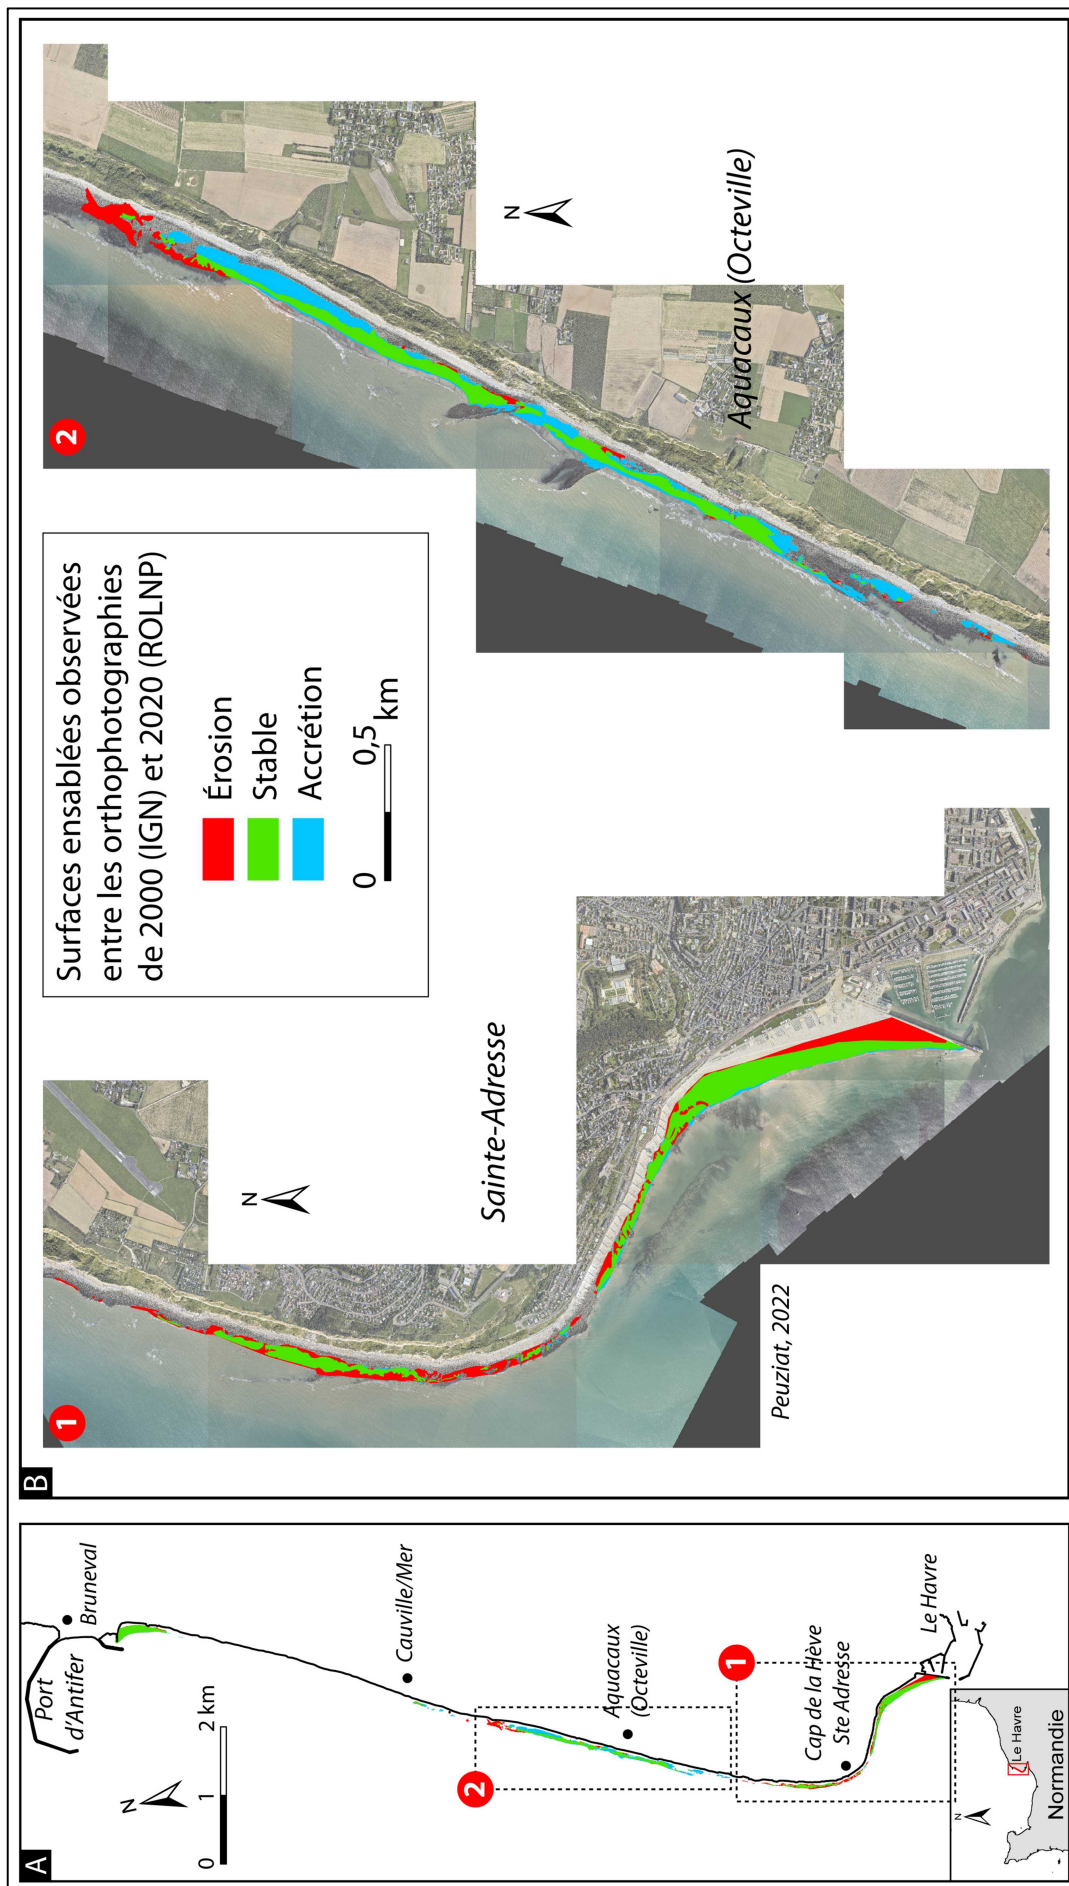 A
Port
d'Antifer
Bruneval
N
0
1
2 km
Cauville/Mer
2
Aquacaux
(Octeville)
1
Cap de la Hève
Ste Adresse
Le Havre
N
Le Havre
Normandie
B
1
N
Sainte-Adresse
Peuziat, 2022
Surfaces ensablées observées
entre les orthophotographies
de 2000 (IGN) et 2020 (ROLNP)
Érosion
Stable
Accrétion
0
0,5
km
2
N
Aquacaux (Octeville)